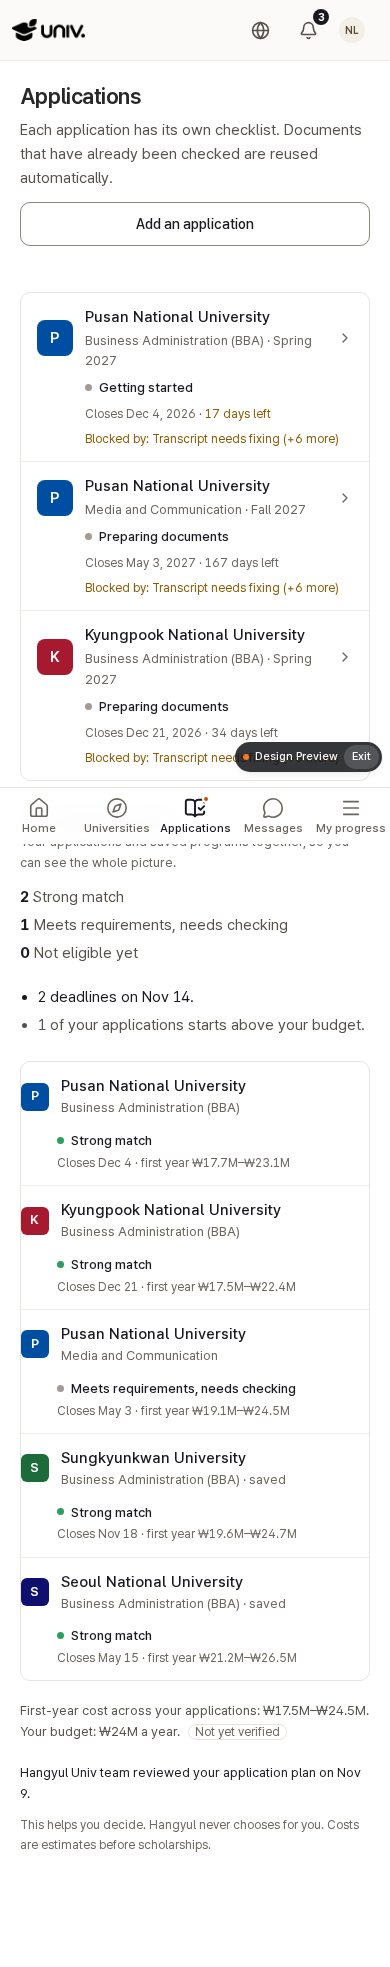 UNIV.
3
NL
Applications
Each application has its own checklist. Documents
that have already been checked are reused
automatically.
Add an application
P
Pusan National University
Business Administration (BBA) · Spring
2027
Getting started
Closes Dec 4, 2026 · 17 days left
Blocked by: Transcript needs fixing (+6 more)
P
Pusan National University
Media and Communication · Fall 2027
Preparing documents
Closes May 3, 2027 · 167 days left
Blocked by: Transcript needs fixing (+6 more)
K
Kyungpook National University
Business Administration (BBA) · Spring
2027
Preparing documents
Closes Dec 21, 2026 · 34 days left
Blocked by: Transcript
Design Preview
Exit
Home
Universities
Applications
Messages
My progress
Your applications and saved programs together, so you
can see the whole picture.
2 Strong match
1 Meets requirements, needs checking
0 Not eligible yet
• 2 deadlines on Nov 14.
• 1 of your applications starts above your budget.
P
Pusan National University
Business Administration (BBA)
Strong match
Closes Dec 4 · first year ₩17.7M–₩23.1M
K
Kyungpook National University
Business Administration (BBA)
Strong match
Closes Dec 21 · first year ₩17.5M–₩22.4M
P
Pusan National University
Media and Communication
Meets requirements, needs checking
Closes May 3 · first year ₩19.1M–₩24.5M
S
Sungkyunkwan University
Business Administration (BBA) · saved
Strong match
Closes Nov 18 · first year ₩19.6M–₩24.7M
S
Seoul National University
Business Administration (BBA) · saved
Strong match
Closes May 15 · first year ₩21.2M–₩26.5M
First-year cost across your applications: ₩17.5M–₩24.5M.
Your budget: ₩24M a year. Not yet verified
Hangyul Univ team reviewed your application plan on Nov
9.
This helps you decide. Hangyul never chooses for you. Costs
are estimates before scholarships.